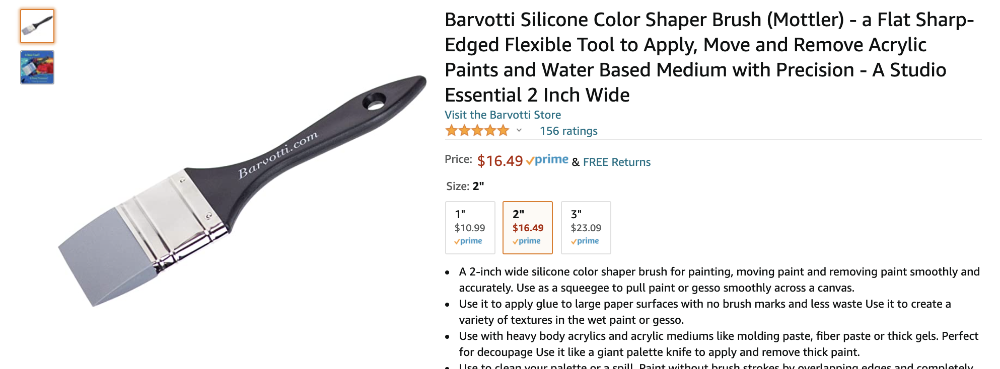 Barvotti Silicone Color Shaper Brush (Mottler) - a Flat Sharp-
Edged Flexible Tool to Apply, Move and Remove Acrylic
Paints and Water Based Medium with Precision - A Studio
Essential 2 Inch Wide
Visit the Barvotti Store
156 ratings
Price: $16.49 prime & FREE Returns
Size: 2"
1" 2" 3"
$10.99 $16.49 $23.09
prime prime prime
A 2-inch wide silicone color shaper brush for painting, moving paint and removing paint smoothly and
accurately. Use as a squeegee to pull paint or gesso smoothly across a canvas.
Use it to apply glue to large paper surfaces with no brush marks and less waste Use it to create a
variety of textures in the wet paint or gesso.
Use with heavy body acrylics and acrylic mediums like molding paste, fiber paste or thick gels. Perfect
for decoupage Use it like a giant palette knife to apply and remove thick paint.
Use to clean your palette or a spill. Paint without brush strokes by overlapping edges and completely
Barvotti.com